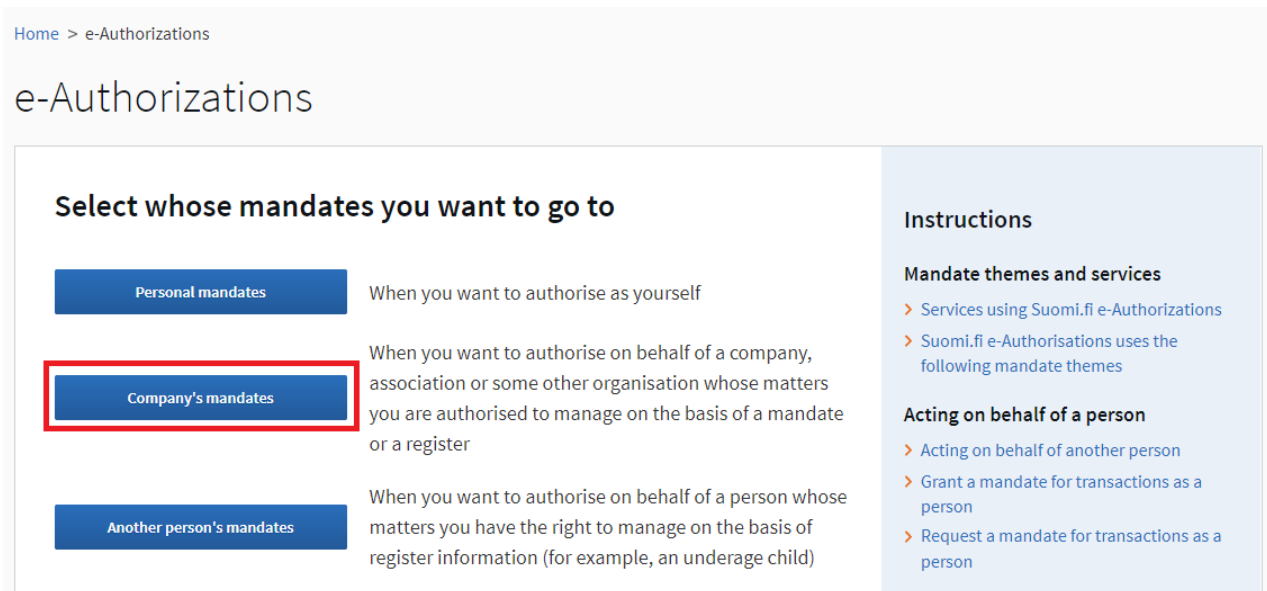 Home > e-Authorizations
e-Authorizations
Select whose mandates you want to go to
Personal mandates
When you want to authorise as yourself
Company's mandates
When you want to authorise on behalf of a company,
association or some other organisation whose matters
you are authorised to manage on the basis of a mandate
or a register
Another person's mandates
When you want to authorise on behalf of a person whose
matters you have the right to manage on the basis of
register information (for example, an underage child)
Instructions
Mandate themes and services
Services using Suomi.fi e-Authorizations
Suomi.fi e-Authorisations uses the
following mandate themes
Acting on behalf of a person
Acting on behalf of another person
Grant a mandate for transactions as a
person
Request a mandate for transactions as a
person